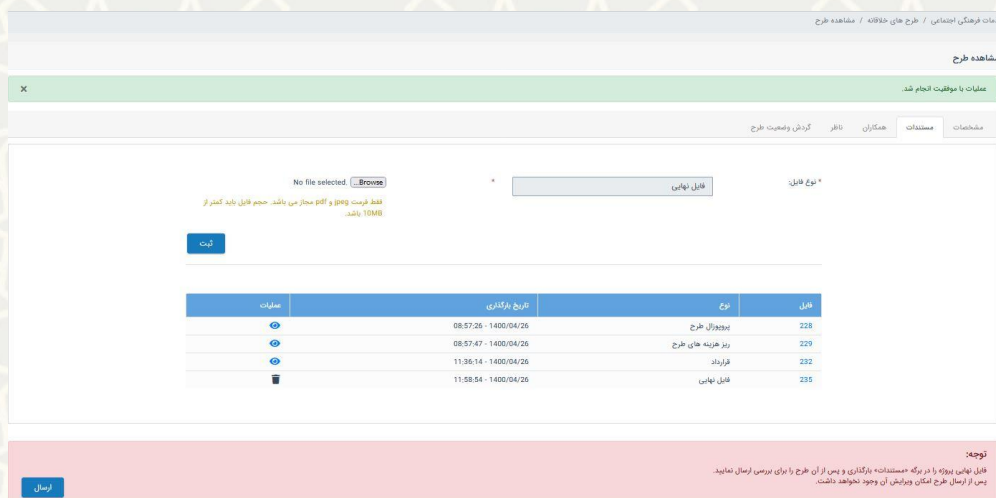 مات فرهنگی اجتماعی / طرح های خلاقانه / مشاهده طرح
مشاهده طرح
عملیات با موفقیت انجام شد.
×
مشخصات مستندات همکاران ناظر گردش وضعیت طرح
* نوع فایل:
فایل نهایی
*
Browse... No file selected.
فقط فرمت jpeg و pdf مجاز می باشد. حجم فایل باید کمتر از
10MB باشد.
ثبت
فایل نوع تاریخ بارگذاری عملیات
228 پروپوزال طرح 1400/04/26 - 08:57:26
229 ریز هزینه های طرح 1400/04/26 - 08:57:47
232 قرارداد 1400/04/26 - 11:36:14
235 فایل نهایی 1400/04/26 - 11:58:54
توجه:
فایل نهایی پروژه را در برگه «مستندات» بارگذاری و پس از آن طرح را برای بررسی ارسال نمایید.
پس از ارسال طرح امکان ویرایش آن وجود نخواهد داشت.
ارسال